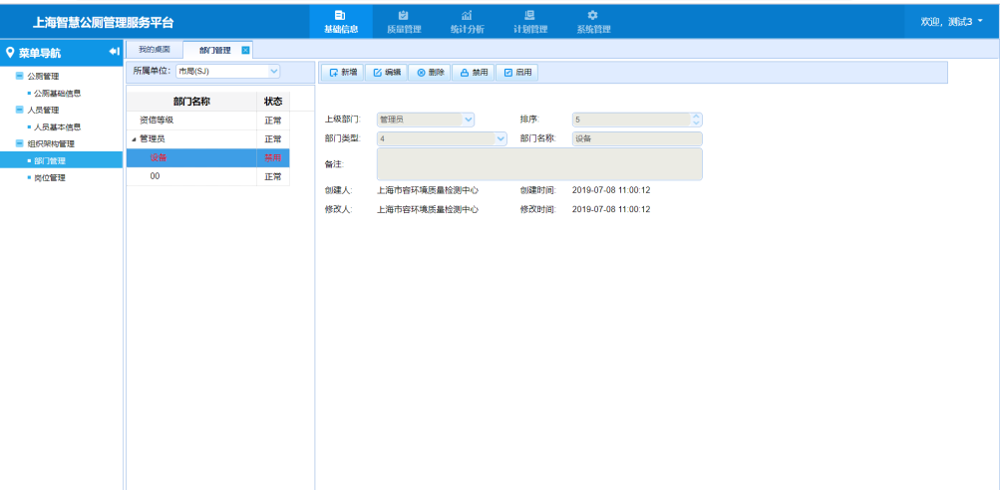 上海智慧公厕管理服务平台
基础信息 质量管理 统计分析 计划管理 系统管理
欢迎, 测试3
菜单导航
公厕管理
公厕基础信息
人员管理
人员基本信息
组织架构管理
部门管理
岗位管理
我的桌面 部门管理
所属单位: 市局(SJ)
部门名称 状态
资信等级 正常
管理员 正常
设备 禁用
00 正常
新增 编辑 删除 禁用 启用
上级部门: 管理员 排序: 5
部门类型: 4 部门名称: 设备
备注:
创建人: 上海市容环境质量检测中心 创建时间: 2019-07-08 11:00:12
修改人: 上海市容环境质量检测中心 修改时间: 2019-07-08 11:00:12